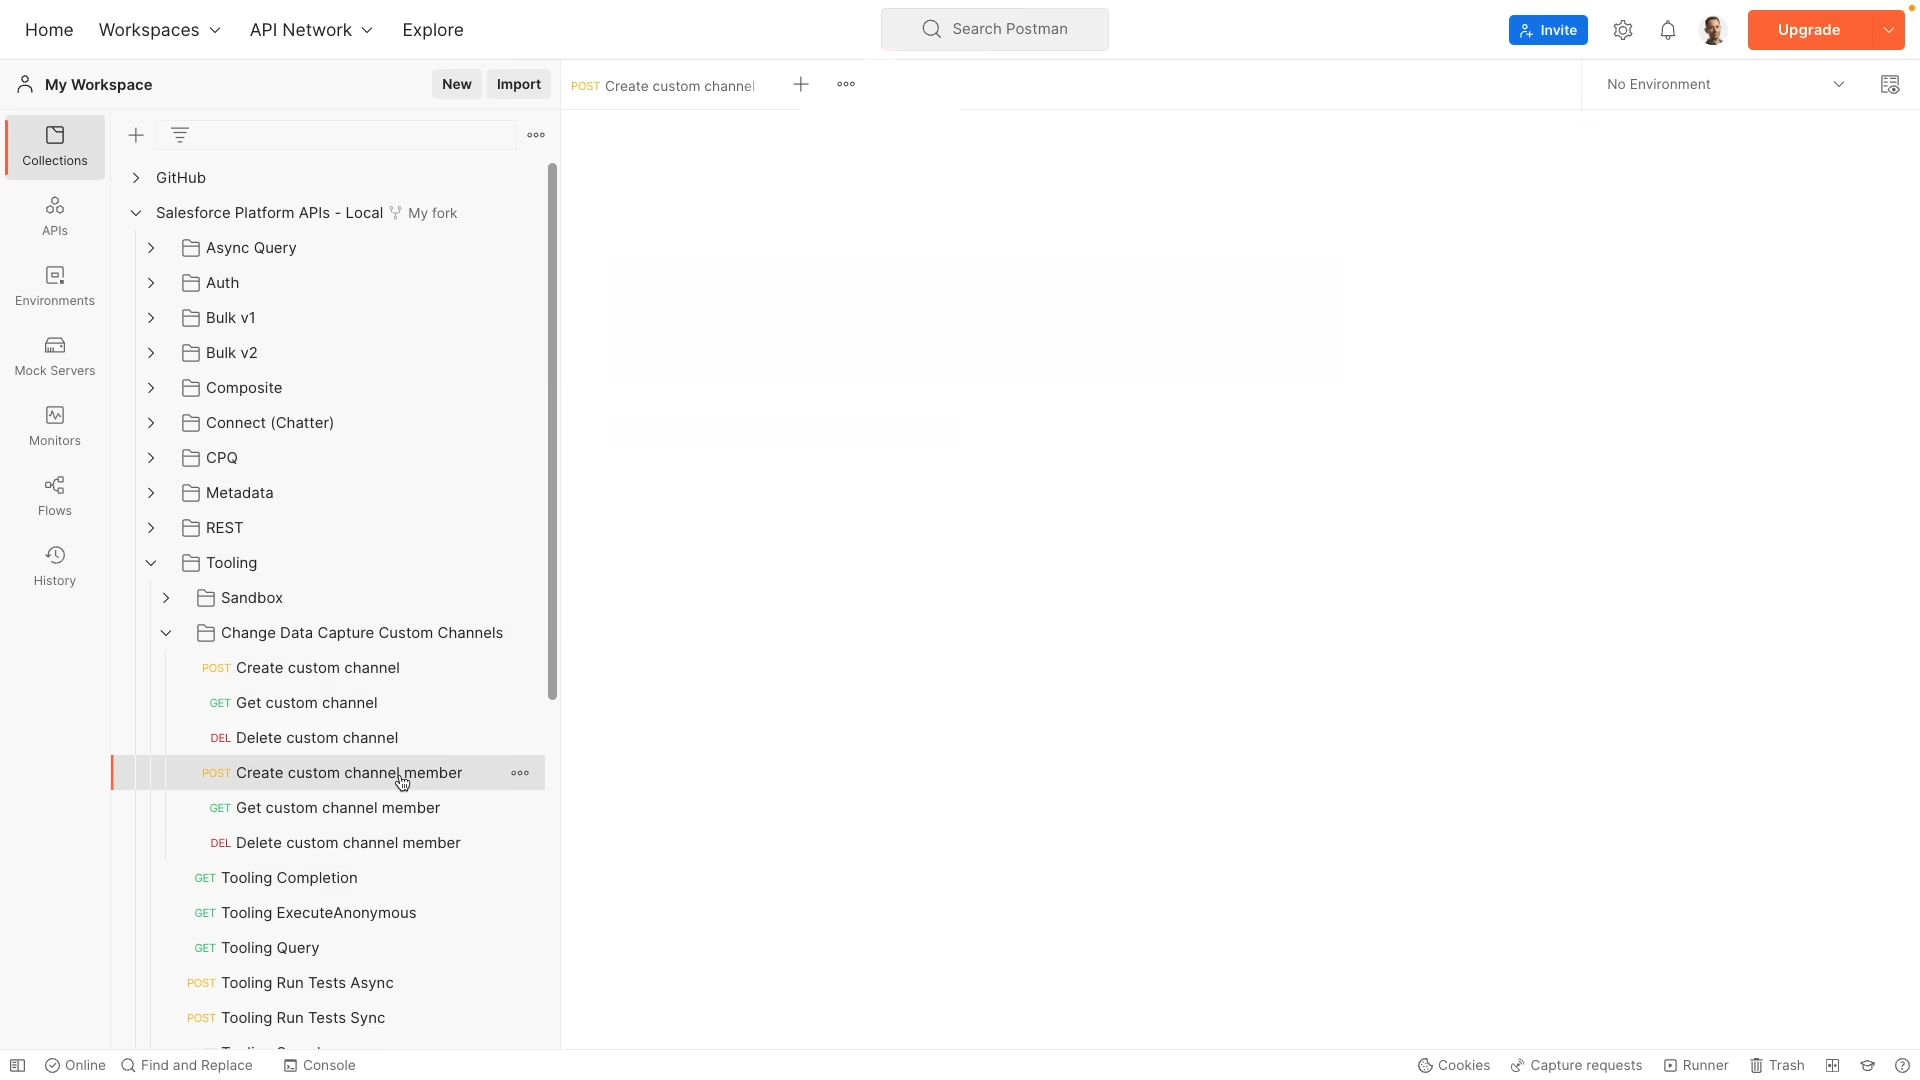 Home Workspaces API Network Explore Search Postman Invite Upgrade
My Workspace New Import POST Create custom channel No Environment
Collections
APIs
Environments
Mock Servers
Monitors
Flows
History
GitHub
Salesforce Platform APIs - Local My fork
Async Query
Auth
Bulk v1
Bulk v2
Composite
Connect (Chatter)
CPQ
Metadata
REST
Tooling
Sandbox
Change Data Capture Custom Channels
POST Create custom channel
GET Get custom channel
DEL Delete custom channel
POST Create custom channel member
GET Get custom channel member
DEL Delete custom channel member
GET Tooling Completion
GET Tooling ExecuteAnonymous
GET Tooling Query
POST Tooling Run Tests Async
POST Tooling Run Tests Sync
Online Find and Replace Console Cookies Capture requests Runner Trash